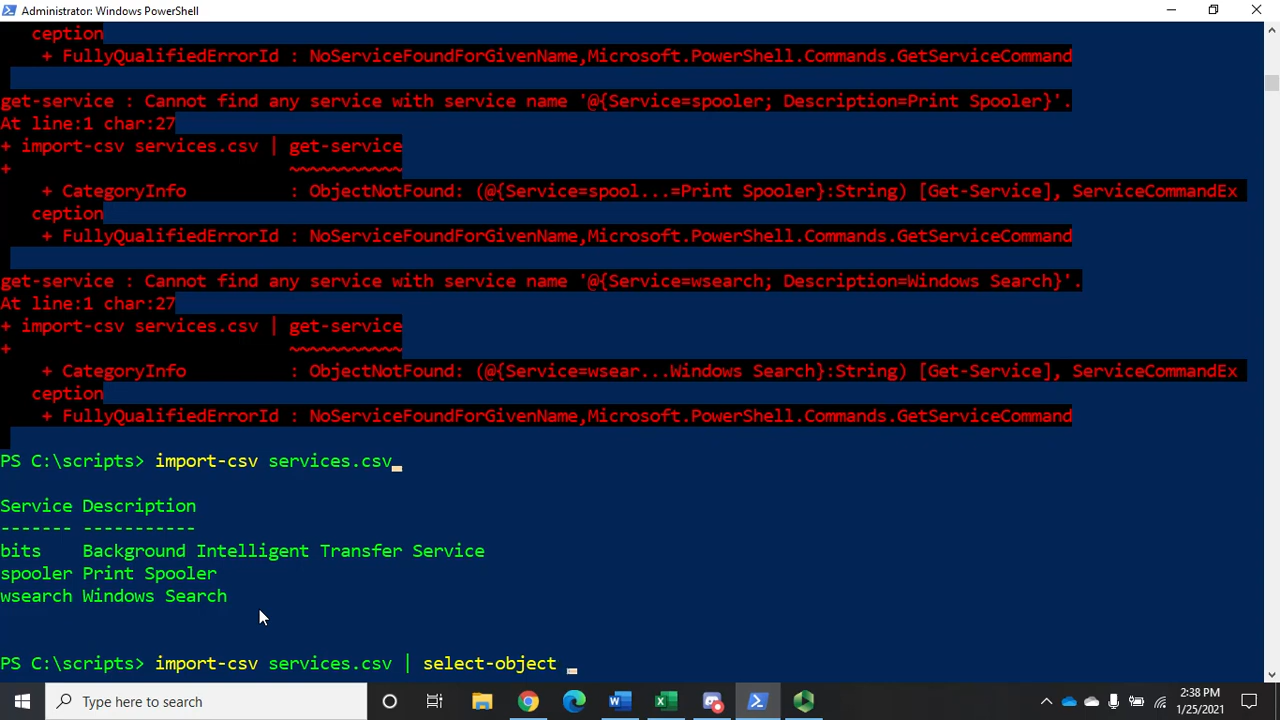 Administrator: Windows PowerShell
ception
+ FullyQualifiedErrorId : NoServiceFoundForGivenName,Microsoft.PowerShell.Commands.GetServiceCommand
get-service : Cannot find any service with service name '@{Service=spooler; Description=Print Spooler}'.
At line:1 char:27
+ import-csv services.csv | get-service
+ ~~~~~~~~~~~
+ CategoryInfo : ObjectNotFound: (@{Service=spool...=Print Spooler}:String) [Get-Service], ServiceCommandEx
ception
+ FullyQualifiedErrorId : NoServiceFoundForGivenName,Microsoft.PowerShell.Commands.GetServiceCommand
get-service : Cannot find any service with service name '@{Service=wsearch; Description=Windows Search}'.
At line:1 char:27
+ import-csv services.csv | get-service
+ ~~~~~~~~~~~
+ CategoryInfo : ObjectNotFound: (@{Service=wsear...Windows Search}:String) [Get-Service], ServiceCommandEx
ception
+ FullyQualifiedErrorId : NoServiceFoundForGivenName,Microsoft.PowerShell.Commands.GetServiceCommand
PS C:\scripts> import-csv services.csv
Service Description
------- -----------
bits Background Intelligent Transfer Service
spooler Print Spooler
wsearch Windows Search
PS C:\scripts> import-csv services.csv | select-object
Type here to search
2:38 PM
1/25/2021